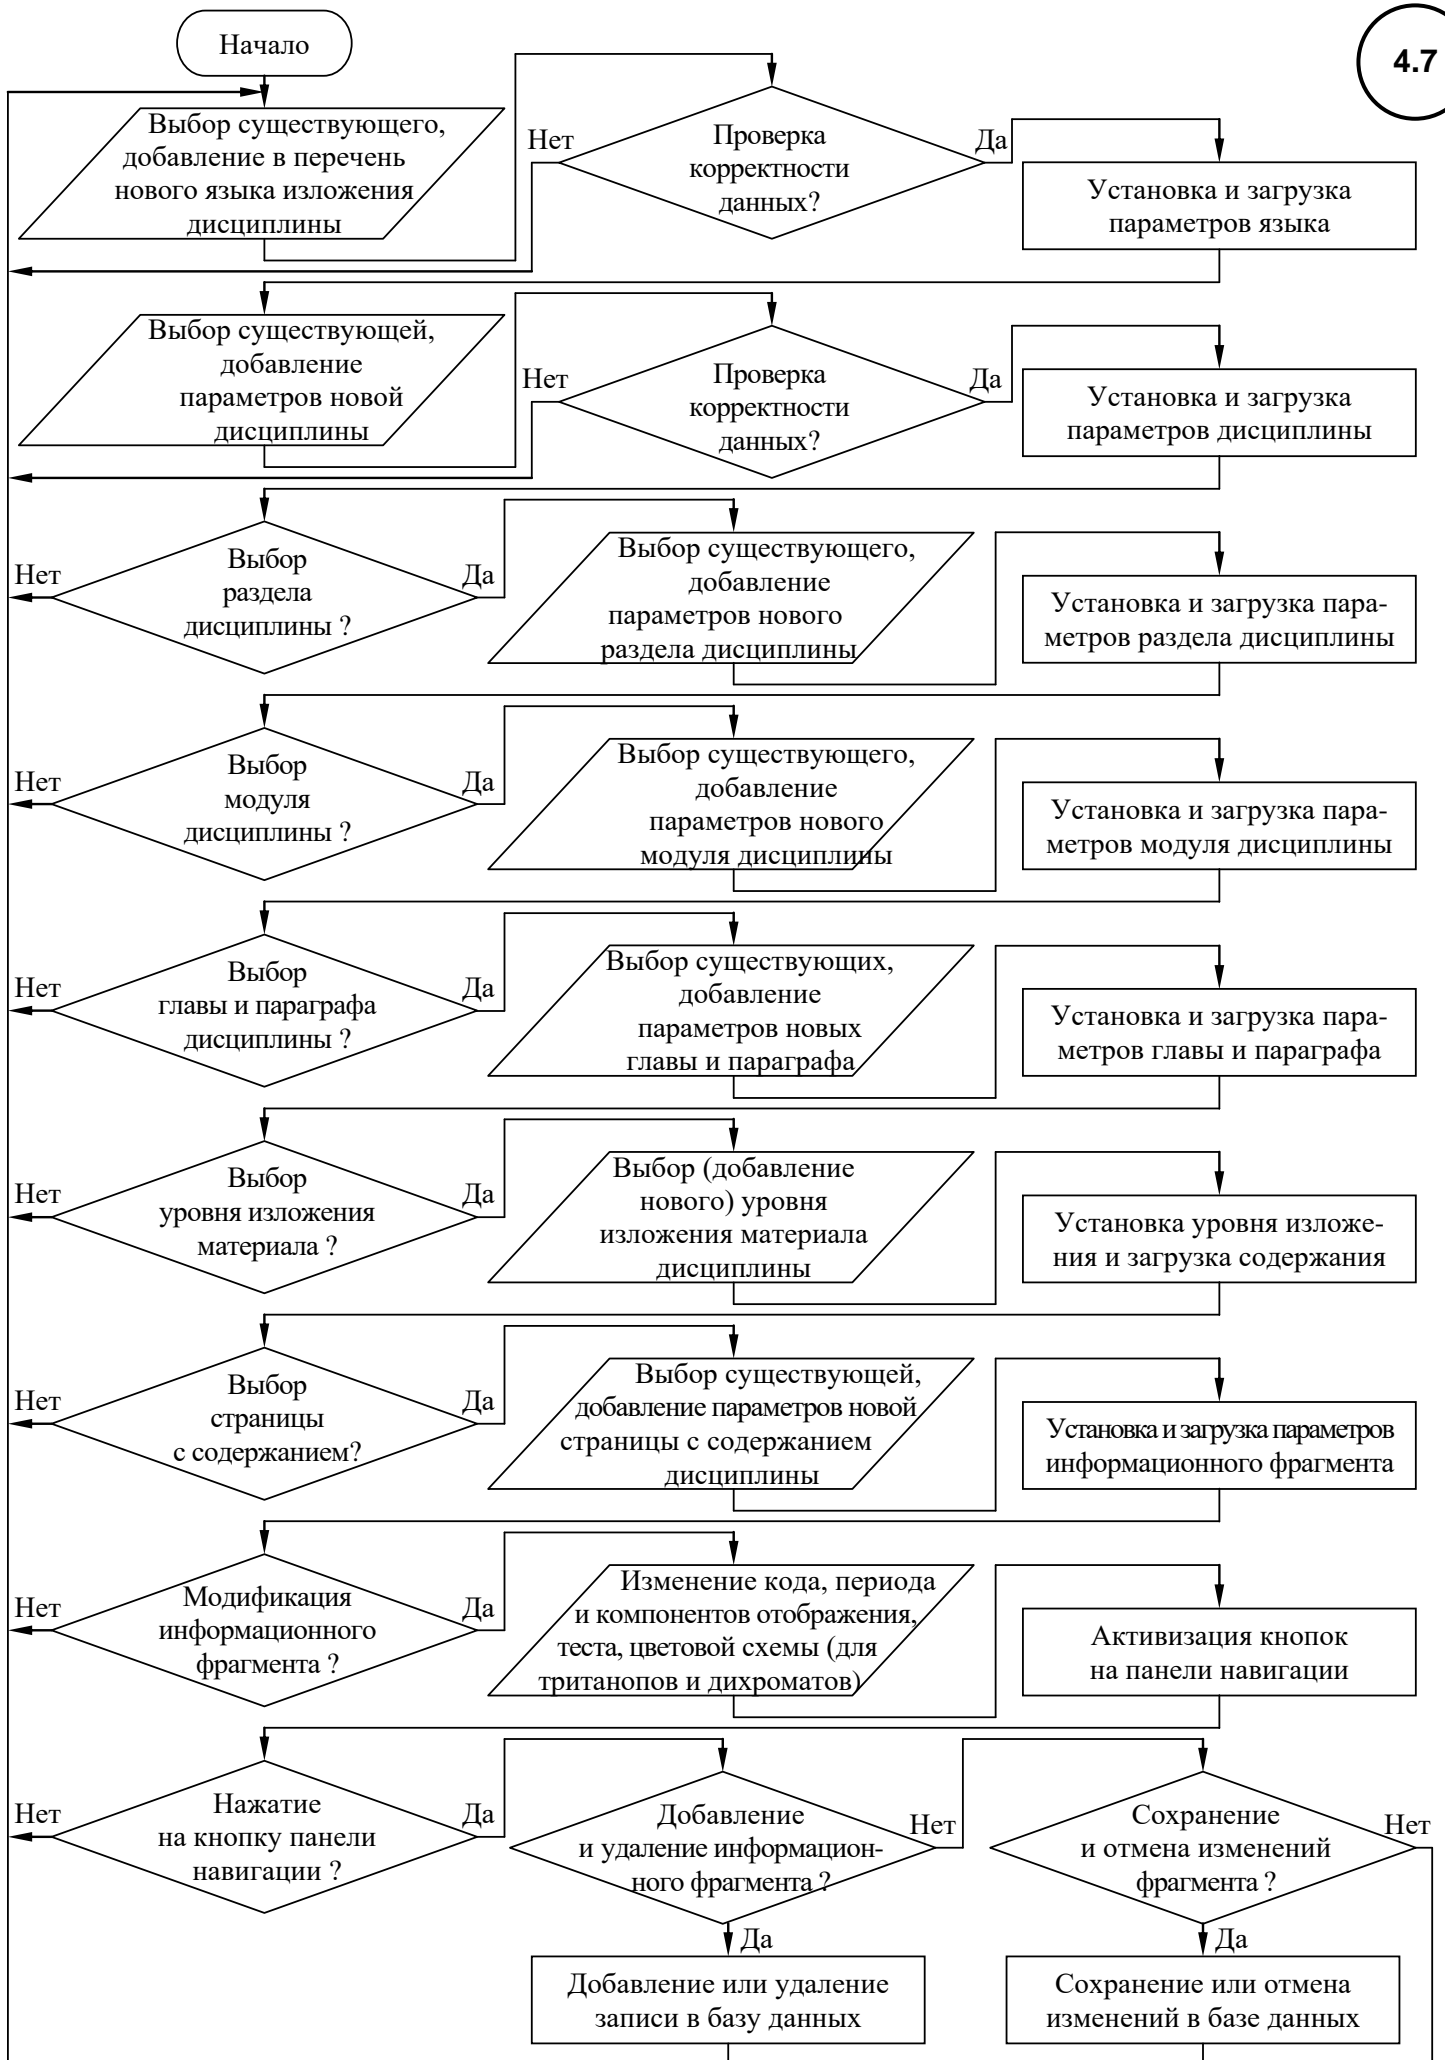 Начало
4.7
Выбор существующего,
добавление в перечень
нового языка изложения
дисциплины
Нет
Проверка
корректности
данных?
Да
Установка и загрузка
параметров языка
Выбор существующей,
добавление
параметров новой
дисциплины
Нет
Проверка
корректности
данных?
Да
Установка и загрузка
параметров дисциплины
Нет
Выбор
раздела
дисциплины ?
Да
Выбор существующего,
добавление
параметров нового
раздела дисциплины
Установка и загрузка пара-
метров раздела дисциплины
Нет
Выбор
модуля
дисциплины ?
Да
Выбор существующего,
добавление
параметров нового
модуля дисциплины
Установка и загрузка пара-
метров модуля дисциплины
Нет
Выбор
главы и параграфа
дисциплины ?
Да
Выбор существующих,
добавление
параметров новых
главы и параграфа
Установка и загрузка пара-
метров главы и параграфа
Нет
Выбор
уровня изложения
материала ?
Да
Выбор (добавление
нового) уровня
изложения материала
дисциплины
Установка уровня изложе-
ния и загрузка содержания
Нет
Выбор
страницы
с содержанием?
Да
Выбор существующей,
добавление параметров новой
страницы с содержанием
дисциплины
Установка и загрузка параметров
информационного фрагмента
Нет
Модификация
информационного
фрагмента ?
Да
Изменение кода, периода
и компонентов отображения,
теста, цветовой схемы (для
тританопов и дихроматов)
Активизация кнопок
на панели навигации
Нет
Нажатие
на кнопку панели
навигации ?
Да
Добавление
и удаление информацион-
ного фрагмента ?
Нет
Сохранение
и отмена изменений
фрагмента ?
Нет
Да
Да
Добавление или удаление
записи в базу данных
Сохранение или отмена
изменений в базе данных